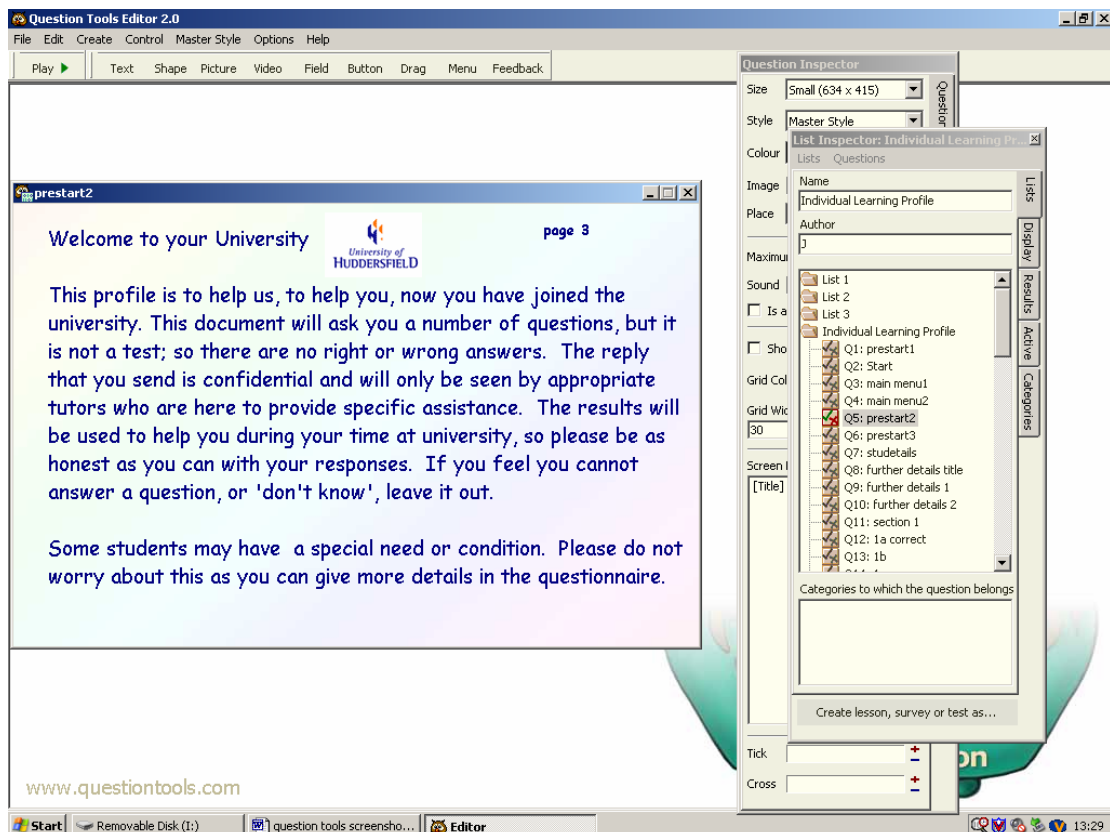 Question Tools Editor 2.0
File Edit Create Control Master Style Options Help
Play Text Shape Picture Video Field Button Drag Menu Feedback
Question Inspector
Size Small (634 x 415)
Style Master Style
Colour
Image
Place
Sound
Grid Col
30
[Title]
Tick
Cross
List Inspector: Individual Learning Pr...
Lists Questions
Name
Individual Learning Profile
Author
J
Lists
Display
Results
Active
Categories
List 1
List 2
List 3
Individual Learning Profile
Q1: prestart1
Q2: Start
Q3: main menu1
Q4: main menu2
Q5: prestart2
Q6: prestart3
Q7: studetails
Q8: further details title
Q9: further details 1
Q10: further details 2
Q11: section 1
Q12: 1a correct
Q13: 1b
Categories to which the question belongs
Create lesson, survey or test as...
prestart2
Welcome to your University
University of
HUDDERSFIELD
page 3
This profile is to help us, to help you, now you have joined the
university. This document will ask you a number of questions, but it
is not a test; so there are no right or wrong answers. The reply
that you send is confidential and will only be seen by appropriate
tutors who are here to provide specific assistance. The results will
be used to help you during your time at university, so please be as
honest as you can with your responses. If you feel you cannot
answer a question, or 'don't know', leave it out.
Some students may have a special need or condition. Please do not
worry about this as you can give more details in the questionnaire.
www.questiontools.com
Start Removable Disk (I:) question tools screensho... Editor 13:29